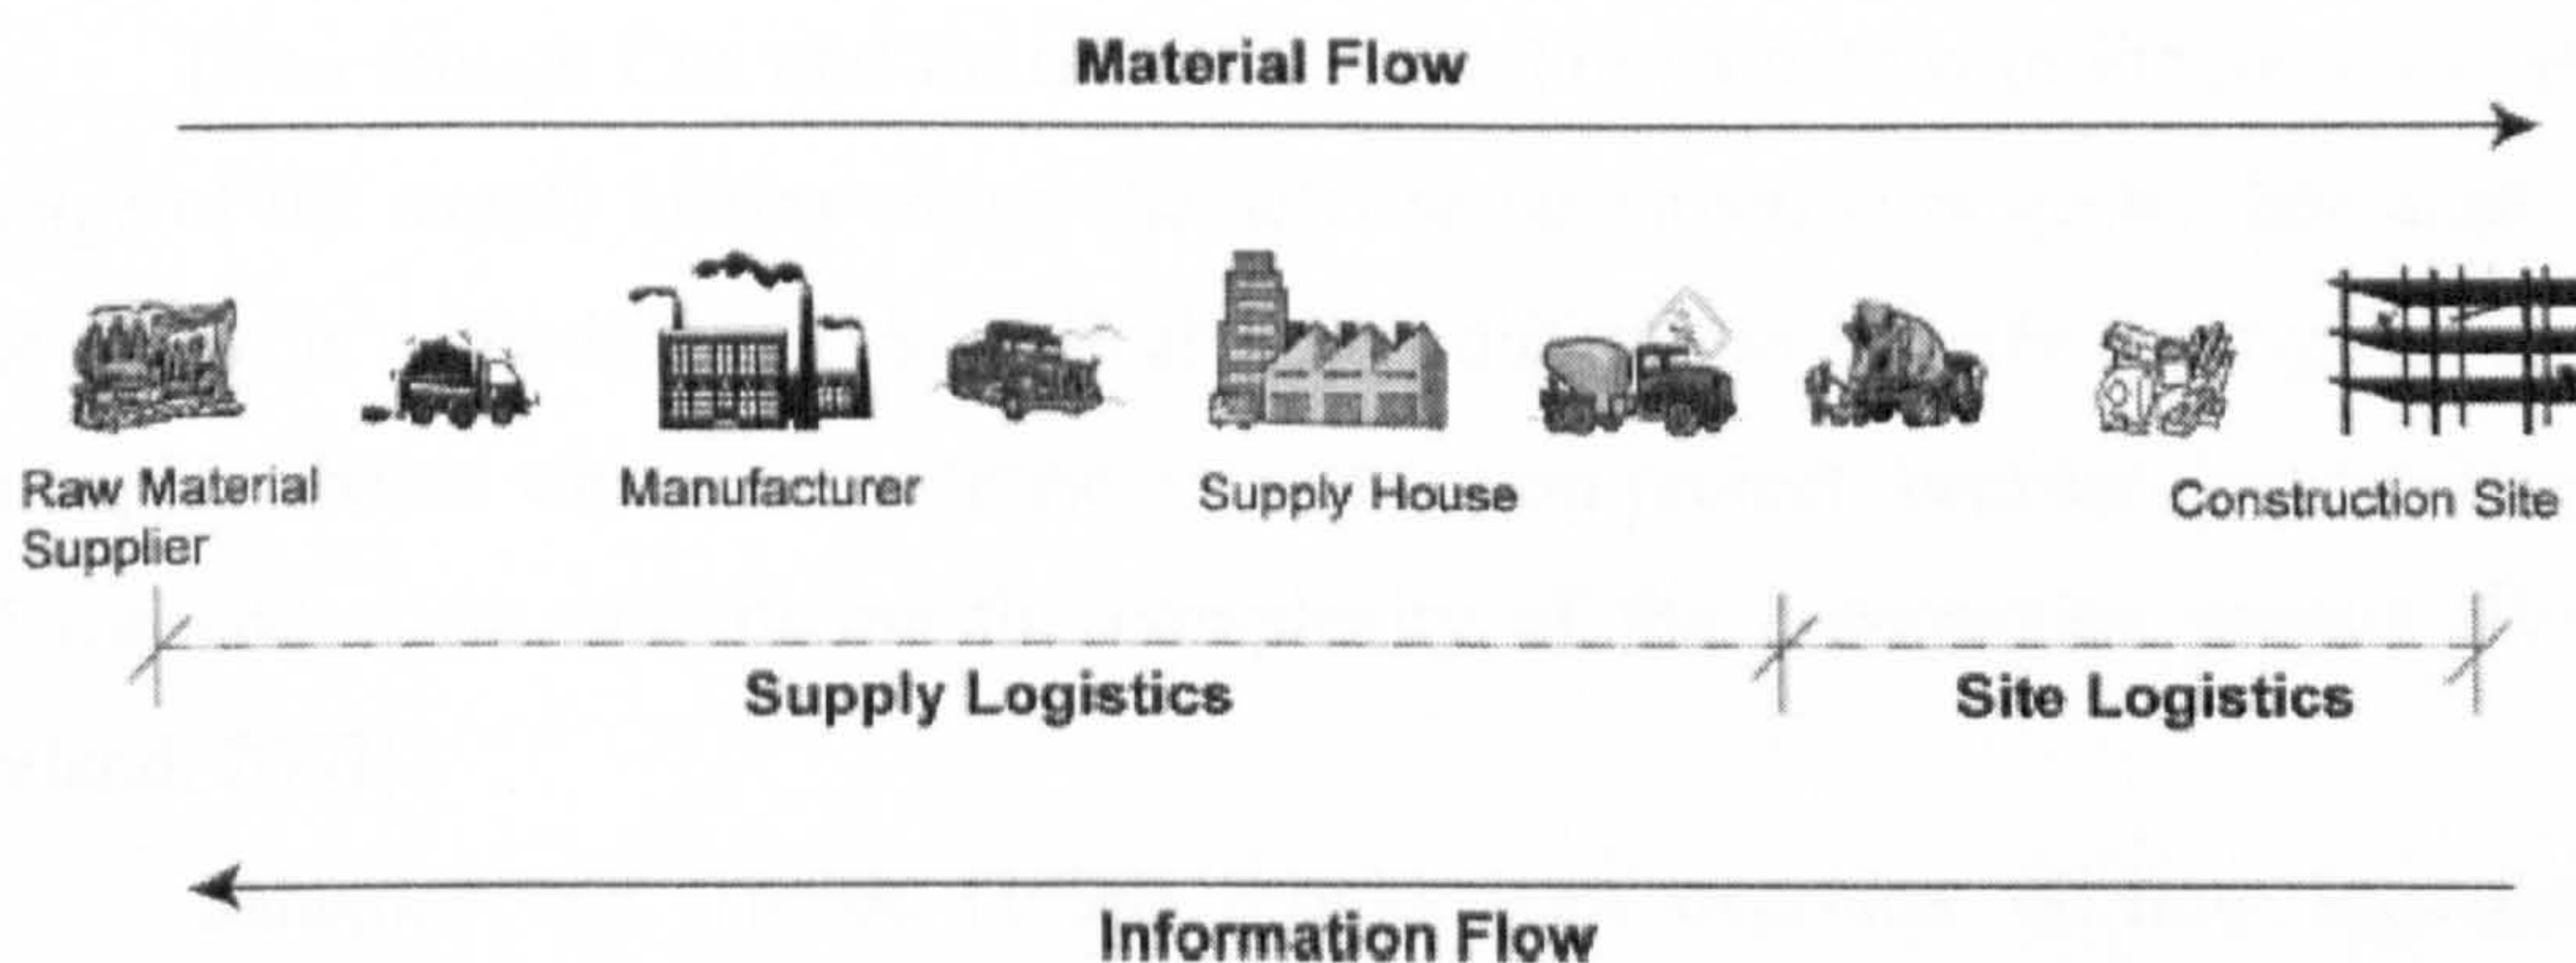 Material Flow
Raw Material
Supplier
Manufacturer
Supply House
Construction Site
Supply Logistics
Site Logistics
Information Flow